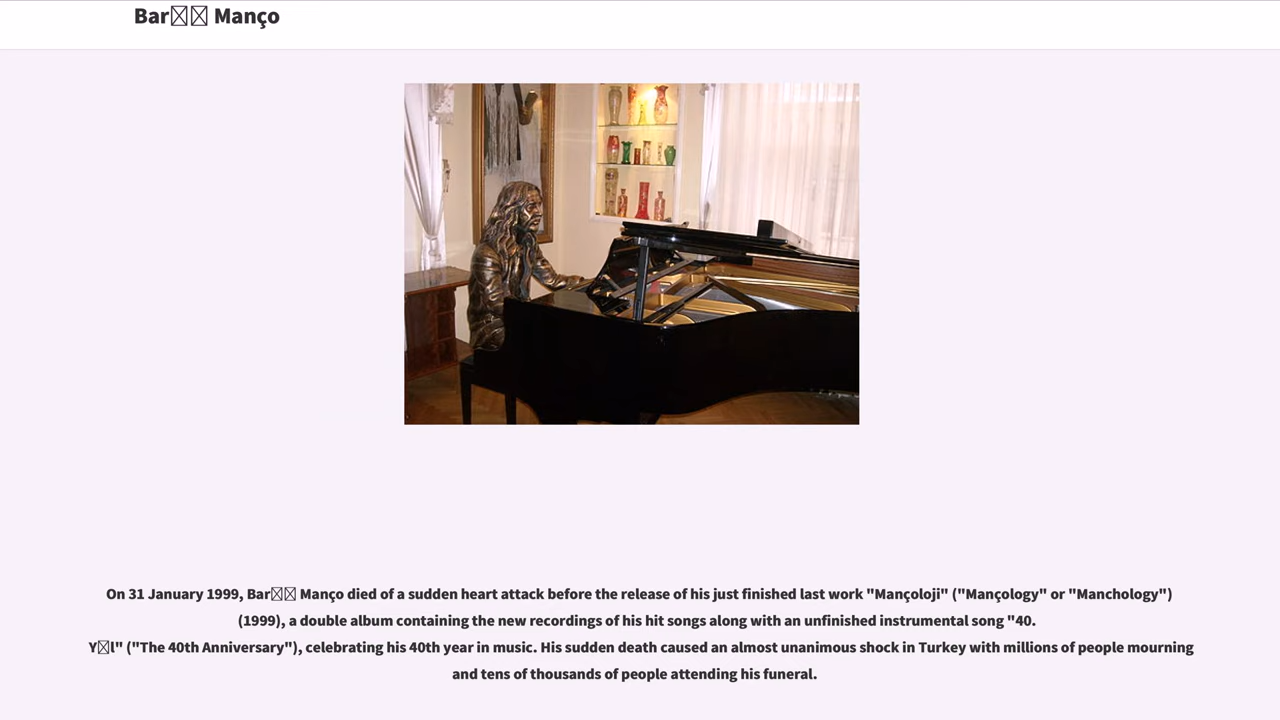 Bar␣␣ Manço
On 31 January 1999, Bar␣␣ Manço died of a sudden heart attack before the release of his just finished last work "Mançoloji" ("Mançology" or "Manchology")
(1999), a double album containing the new recordings of his hit songs along with an unfinished instrumental song "40.
Y␣l" ("The 40th Anniversary"), celebrating his 40th year in music. His sudden death caused an almost unanimous shock in Turkey with millions of people mourning
and tens of thousands of people attending his funeral.